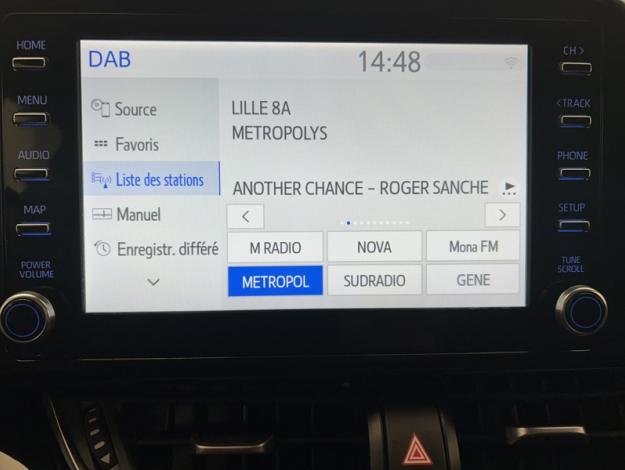 DAB 14:48
HOME
MENU
AUDIO
MAP
POWER
VOLUME
Source
Favoris
Liste des stations
Manuel
Enregistr. différé
LILLE 8A
METROPOLYS
ANOTHER CHANCE - ROGER SANCHE
M RADIO NOVA Mona FM
METROPOL SUDRADIO GENE
CH >
< TRACK
PHONE
SETUP
TUNE
SCROLL